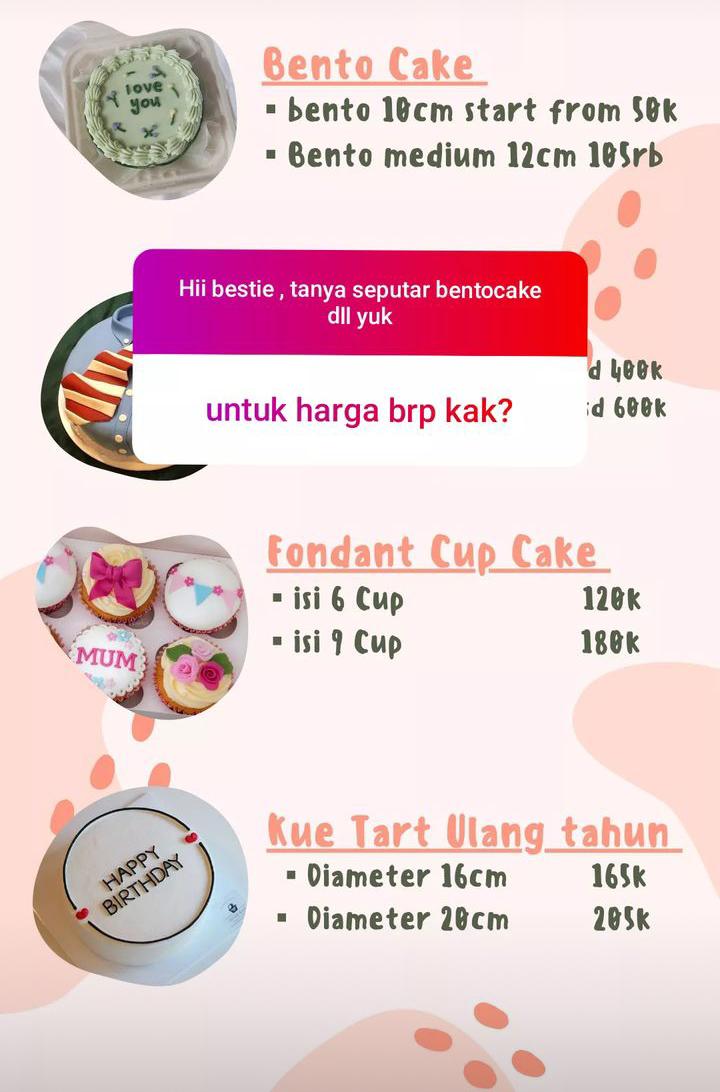 I love
you
Bento Cake
▪ bento 10cm start from 50k
▪ Bento medium 12cm 105rb
Hii bestie , tanya seputar bentocake
dll yuk
untuk harga brp kak?
d 400k
sd 600k
Fondant Cup Cake
▪ isi 6 Cup 120k
▪ isi 9 Cup 180k
MUM
Kue Tart Ulang tahun
▪ Diameter 16cm 165k
▪ Diameter 20cm 205k
HAPPY
BIRTHDAY